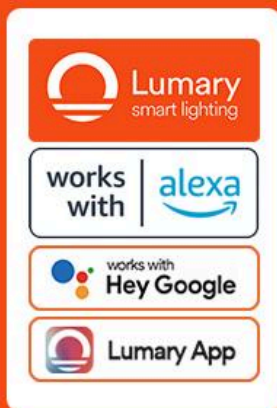 Lumary
smart lighting
works
with
alexa
works with
Hey Google
Lumary App